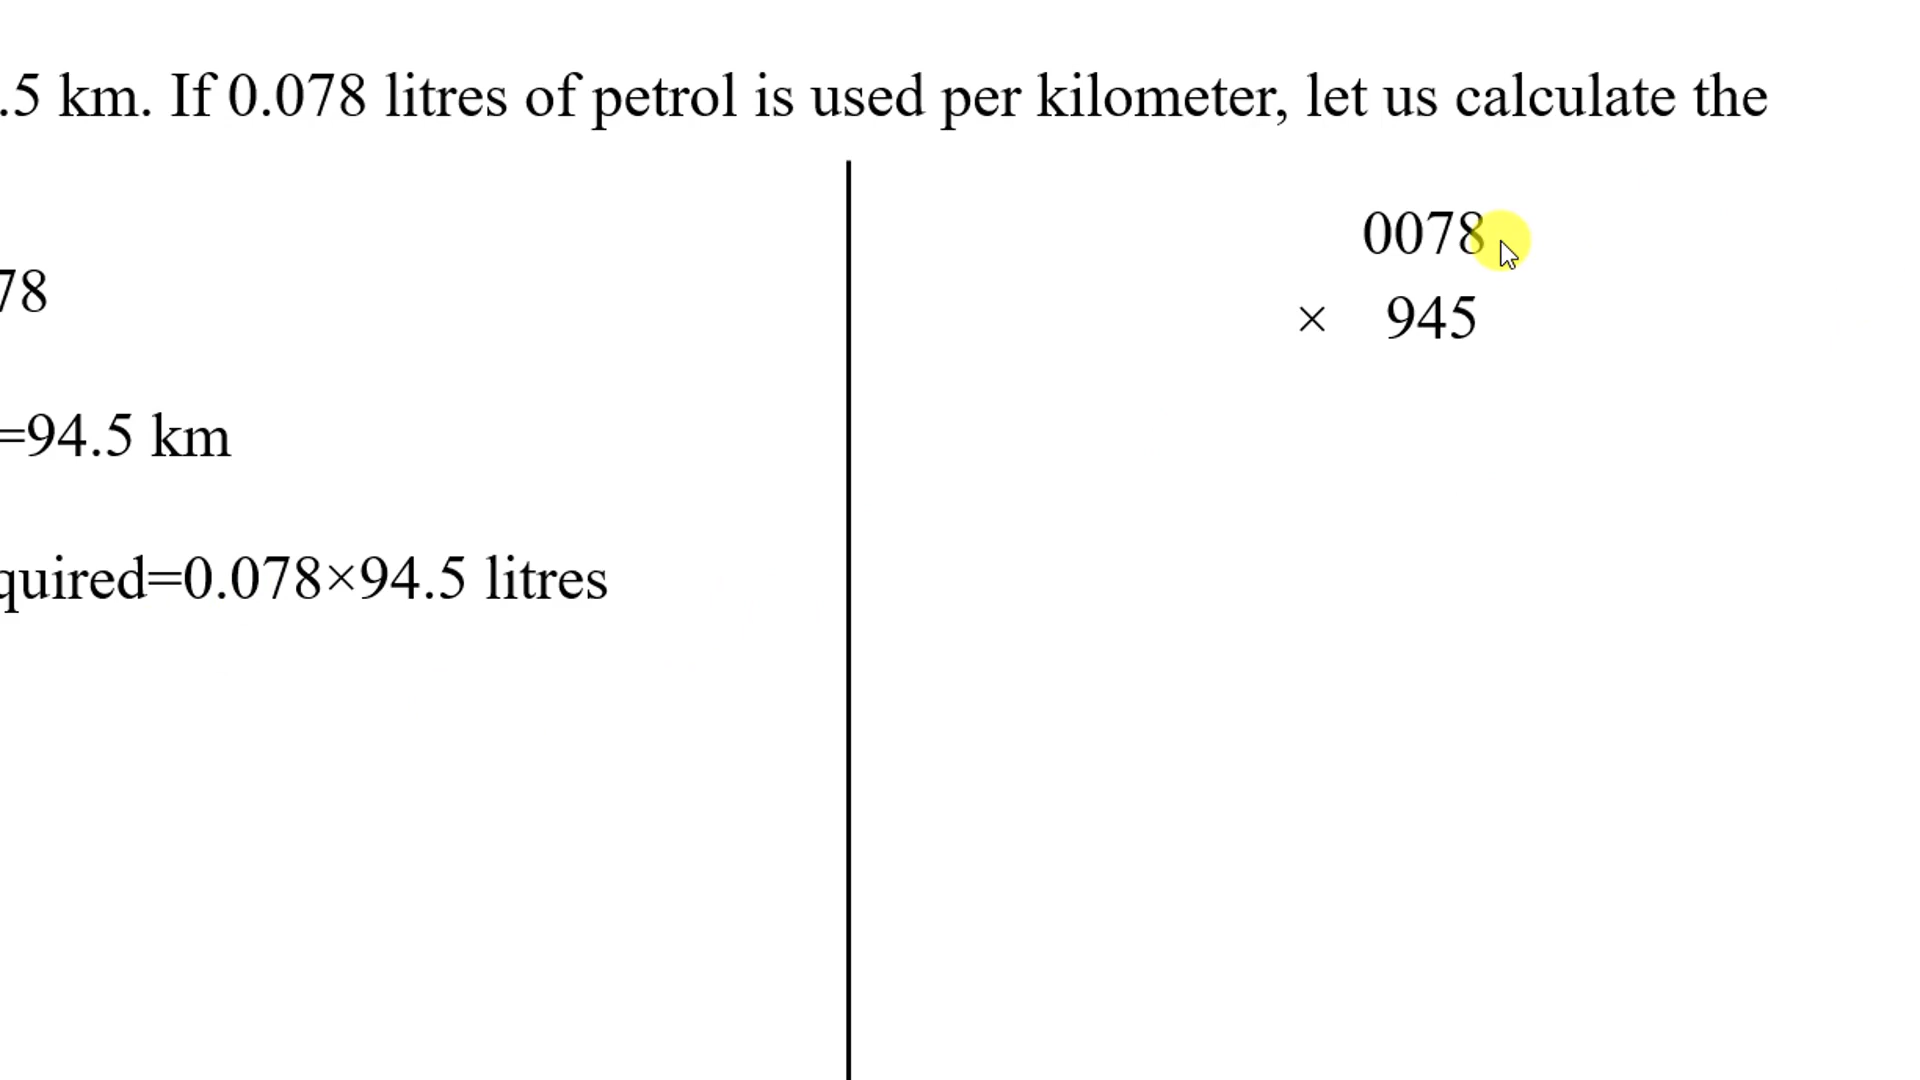 .5 km. If 0.078 litres of petrol is used per kilometer, let us calculate the
78
=94.5 km
quired=0.078×94.5 litres
0078
× 945